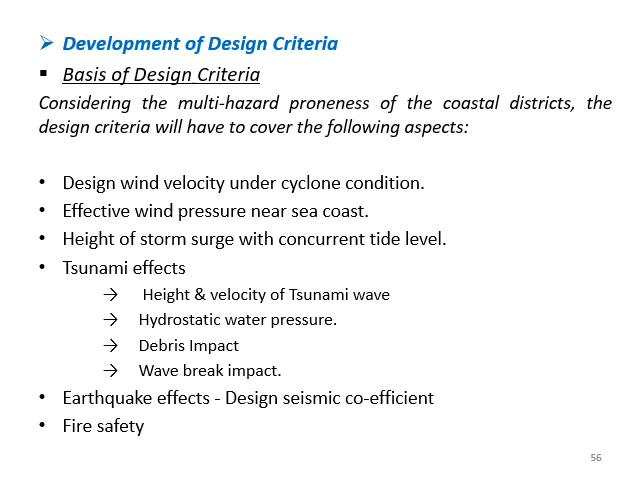 ➢ Development of Design Criteria
▪ Basis of Design Criteria
Considering the multi-hazard proneness of the coastal districts, the
design criteria will have to cover the following aspects:
• Design wind velocity under cyclone condition.
• Effective wind pressure near sea coast.
• Height of storm surge with concurrent tide level.
• Tsunami effects
→ Height & velocity of Tsunami wave
→ Hydrostatic water pressure.
→ Debris Impact
→ Wave break impact.
• Earthquake effects - Design seismic co-efficient
• Fire safety
56